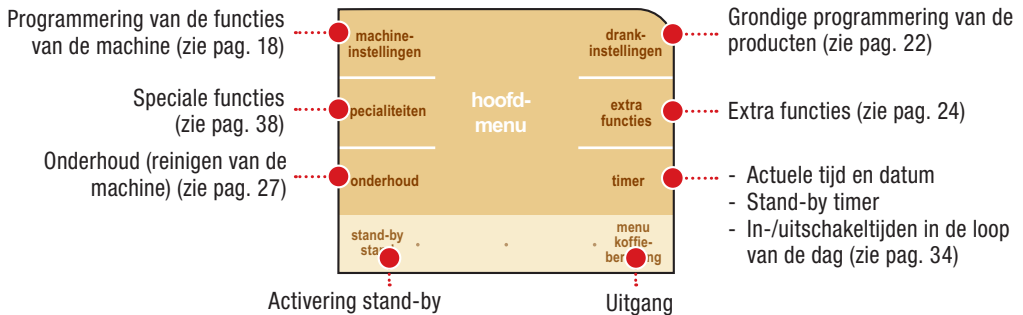 Programmering van de functies
van de machine (zie pag. 18)
Speciale functies
(zie pag. 38)
Onderhoud (reinigen van de
machine) (zie pag. 27)
machine-
instellingen
pecialiteiten
onderhoud
stand-by
hoofd-
menu
drank-
instellingen
extra
functies
timer
menu
koffie-
Grondige programmering van de
producten (zie pag. 22)
Extra functies (zie pag. 24)
- Actuele tijd en datum
- Stand-by timer
- In-/uitschakeltijden in de loop
van de dag (zie pag. 34)
Activering stand-by
Uitgang